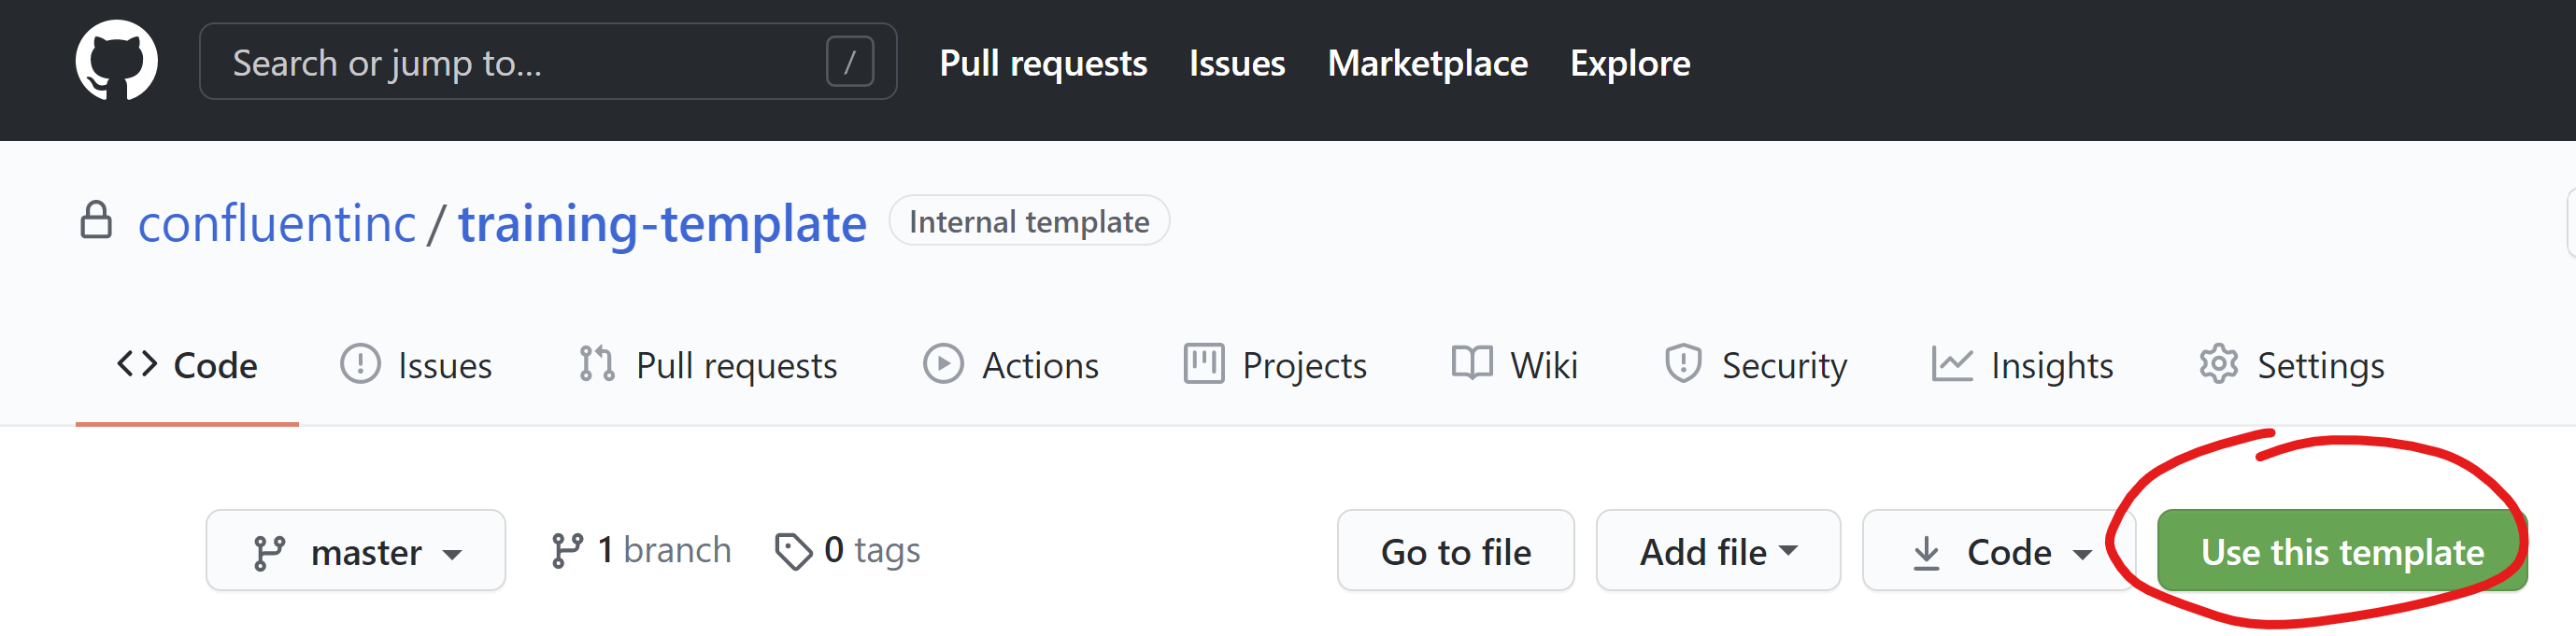 Search or jump to... / Pull requests Issues Marketplace Explore
confluentinc / training-template Internal template
Code Issues Pull requests Actions Projects Wiki Security Insights Settings
master 1 branch 0 tags Go to file Add file Code Use this template